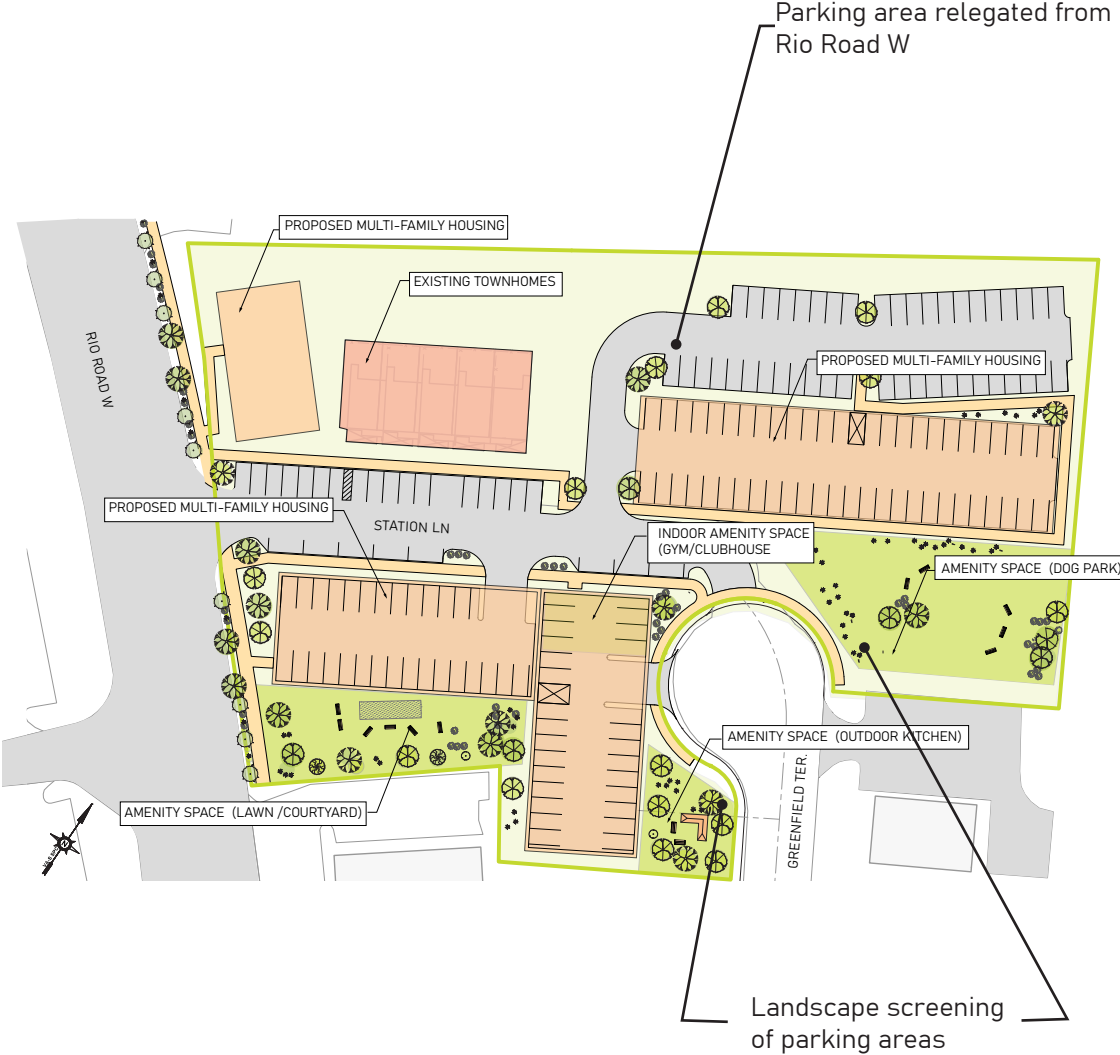 Parking area relegated from
Rio Road W
PROPOSED MULTI-FAMILY HOUSING
EXISTING TOWNHOMES
RIO ROAD W
PROPOSED MULTI-FAMILY HOUSING
PROPOSED MULTI-FAMILY HOUSING
STATION LN
INDOOR AMENITY SPACE
(GYM/CLUBHOUSE
AMENITY SPACE (DOG PARK)
AMENITY SPACE (OUTDOOR KITCHEN)
AMENITY SPACE (LAWN /COURTYARD)
GREENFIELD TER.
Landscape screening
of parking areas